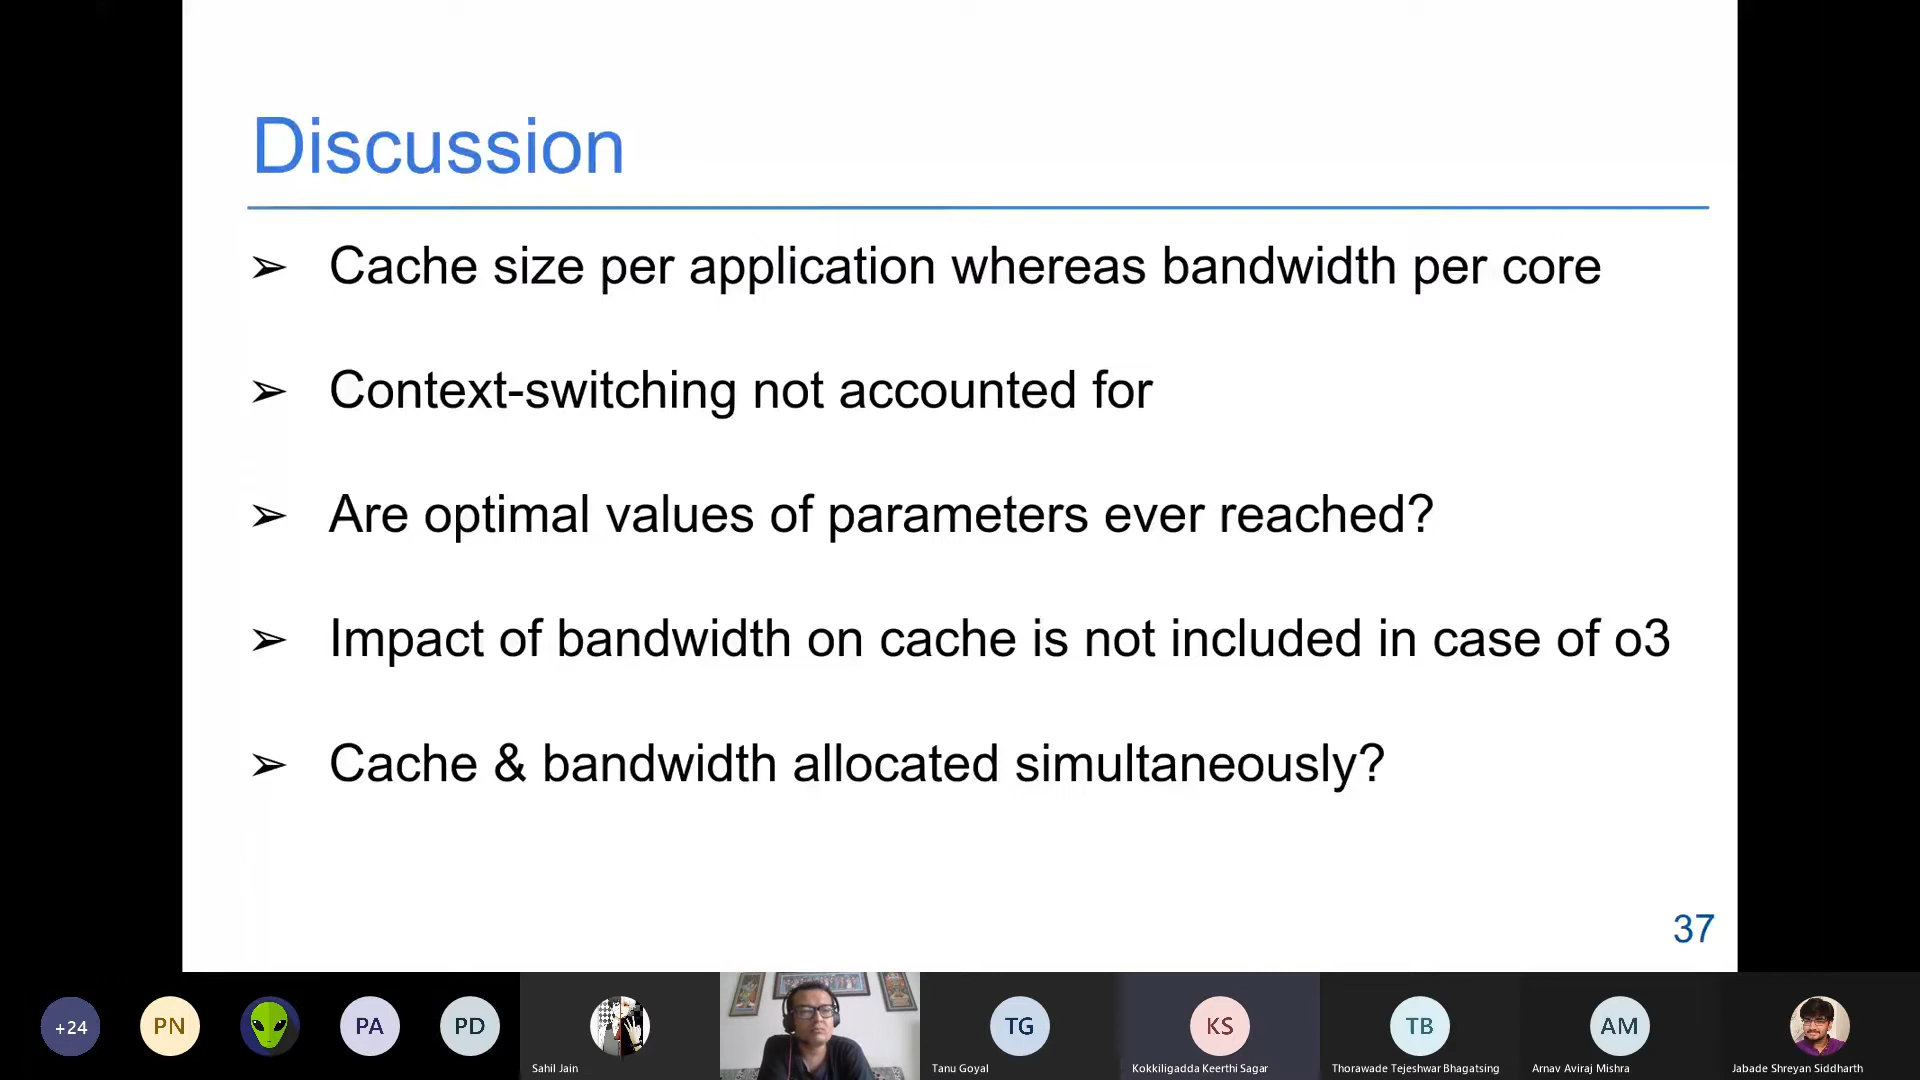 Discussion
➢ Cache size per application whereas bandwidth per core
➢ Context-switching not accounted for
➢ Are optimal values of parameters ever reached?
➢ Impact of bandwidth on cache is not included in case of o3
➢ Cache & bandwidth allocated simultaneously?
37
+24
PN
PA
PD
TG
KS
TB
AM
Sahil Jain
Tanu Goyal
Kokkiligadda Keerthi Sagar
Thorawade Tejeshwar Bhagatsing
Arnav Aviraj Mishra
Jabade Shreyan Siddharth